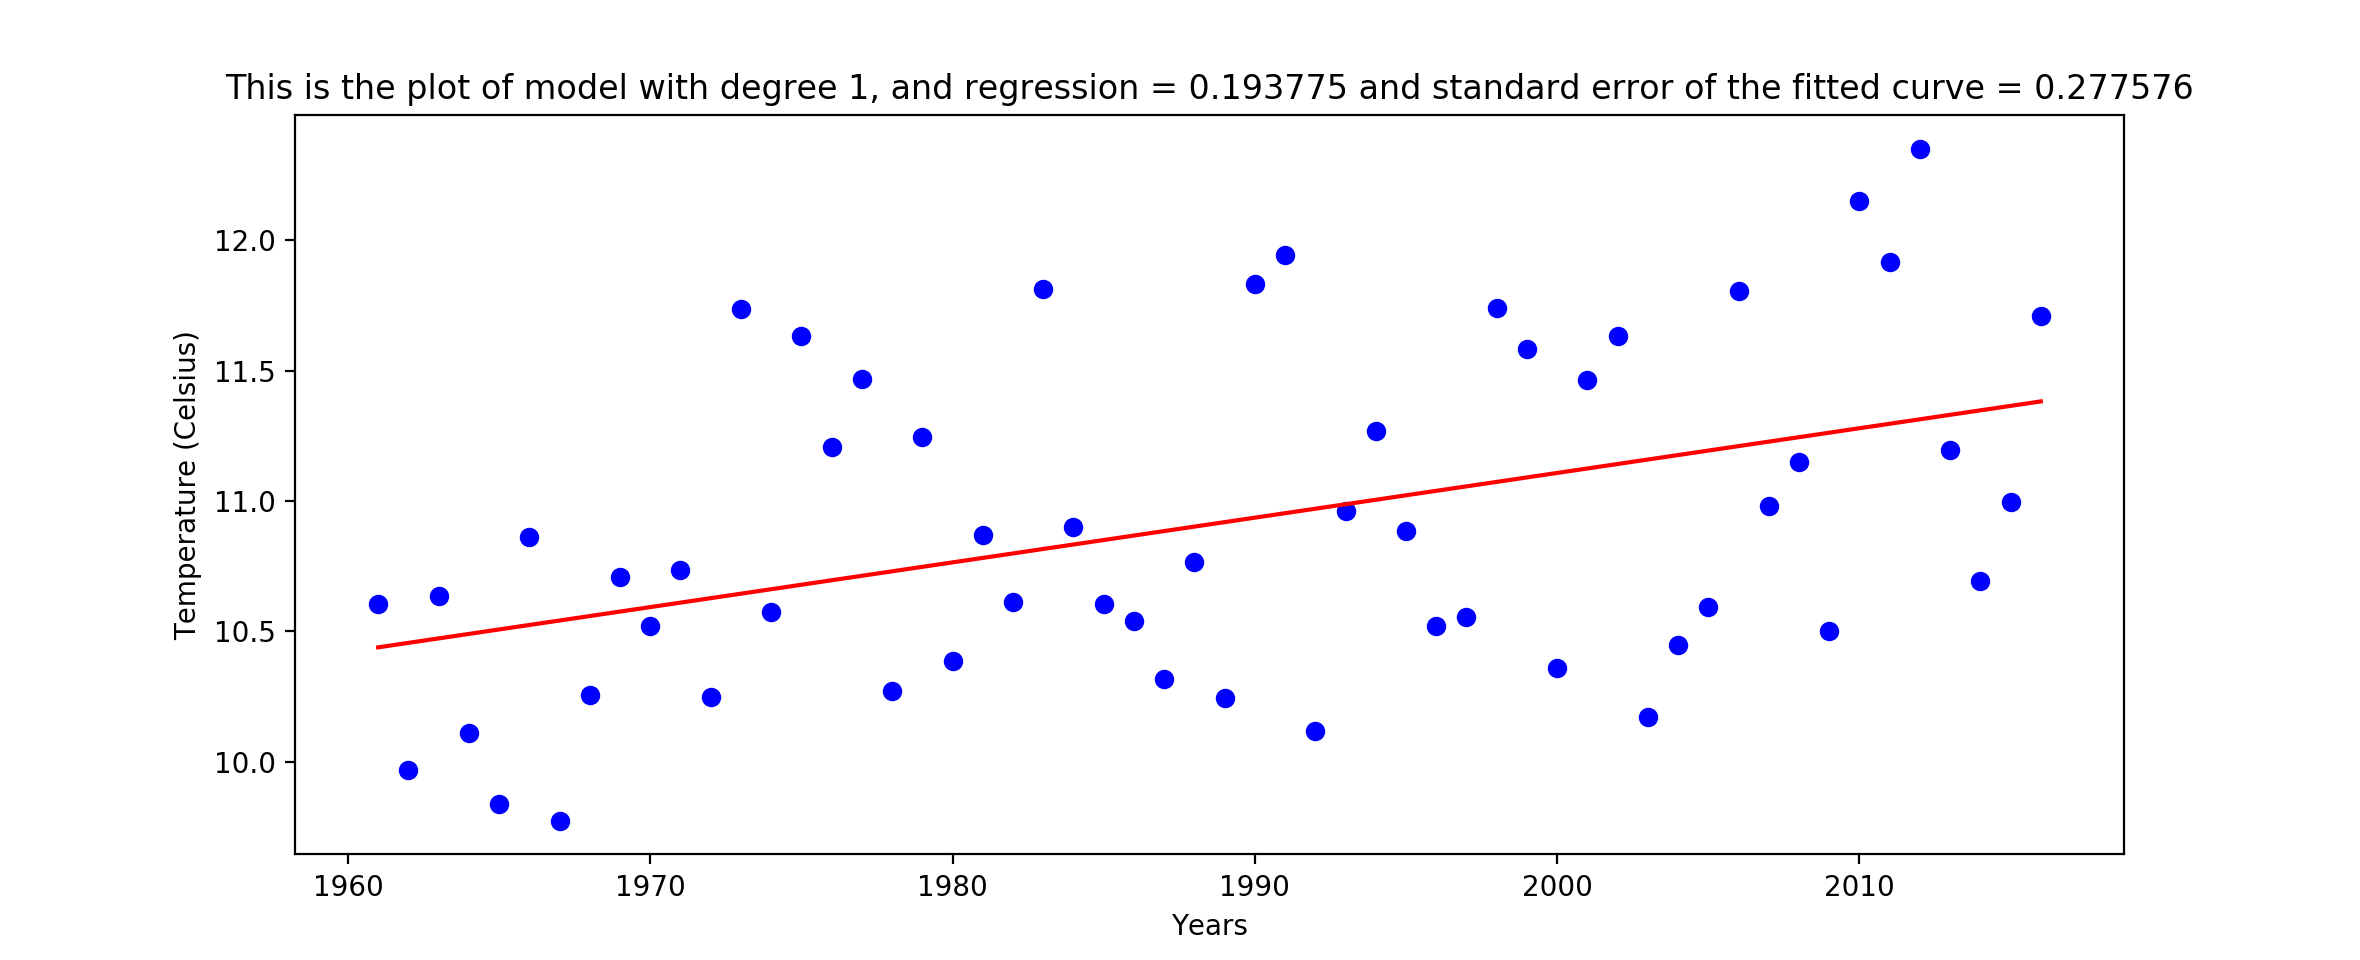 This is the plot of model with degree 1, and regression = 0.193775 and standard error of the fitted curve = 0.277576
12.0
11.5
11.0
10.5
10.0
Temperature (Celsius)
1960 1970 1980 1990 2000 2010
Years